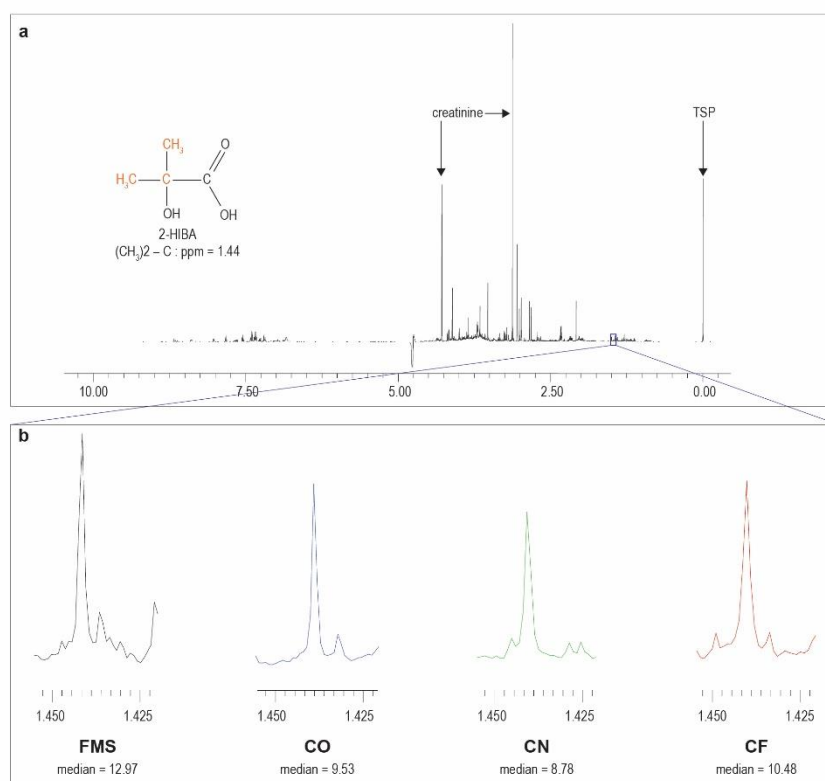 a
creatinine
TSP
CH₃
O
H₃C
C
C
OH
OH
2-HIBA
(CH₃)2 – C : ppm = 1.44
10.00 7.50 5.00 2.50 0.00
b
1.450 1.425 1.450 1.425 1.450 1.425 1.450 1.425
FMS CO CN CF
median = 12.97 median = 9.53 median = 8.78 median = 10.48